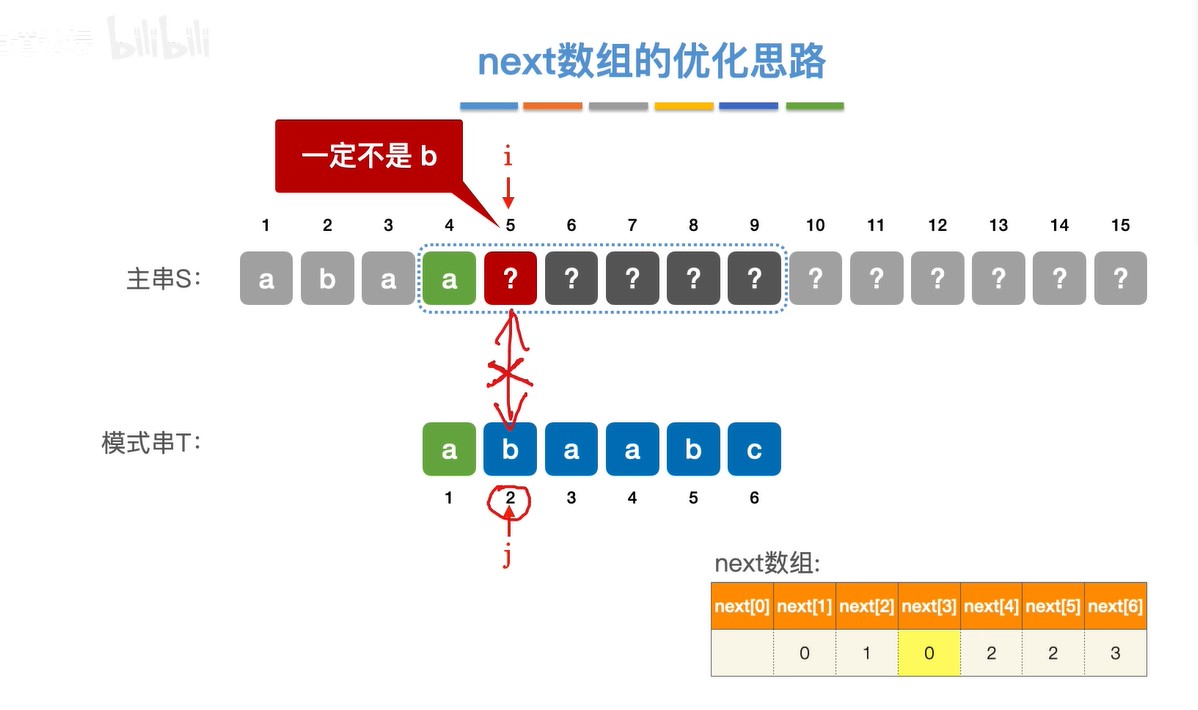 bilibili
next数组的优化思路
一定不是 b
i
1 2 3 4 5 6 7 8 9 10 11 12 13 14 15
主串S: a b a a ? ? ? ? ? ? ? ? ? ? ?
模式串T: a b a a b c
1 2 3 4 5 6
j
next数组:
next[0] next[1] next[2] next[3] next[4] next[5] next[6]
0 1 0 2 2 3